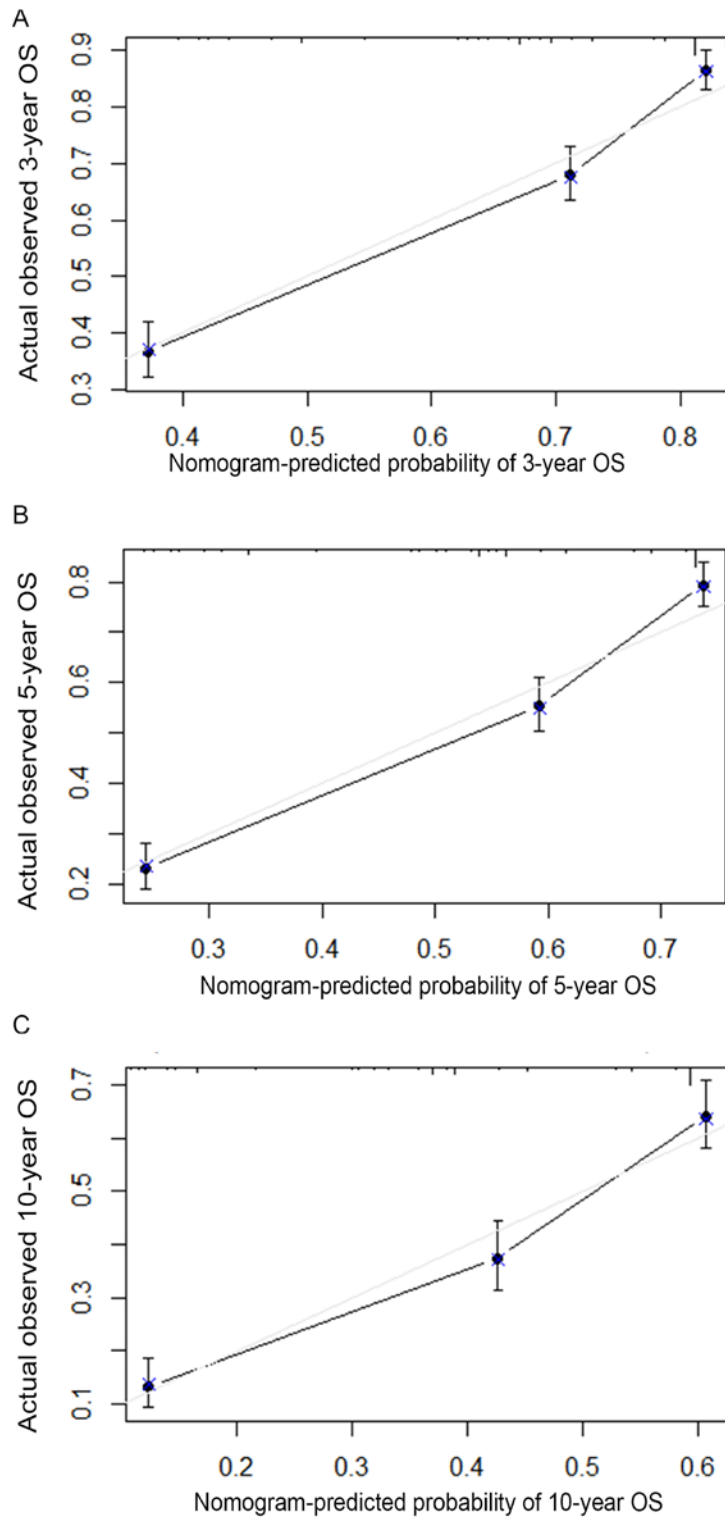 A
Actual observed 3-year OS
0.9
0.8
0.7
0.6
0.5
0.4
0.3
0.4 0.5 0.6 0.7 0.8
Nomogram-predicted probability of 3-year OS
B
Actual observed 5-year OS
0.8
0.6
0.4
0.2
0.3 0.4 0.5 0.6 0.7
Nomogram-predicted probability of 5-year OS
C
Actual observed 10-year OS
0.7
0.5
0.3
0.1
0.2 0.3 0.4 0.5 0.6
Nomogram-predicted probability of 10-year OS